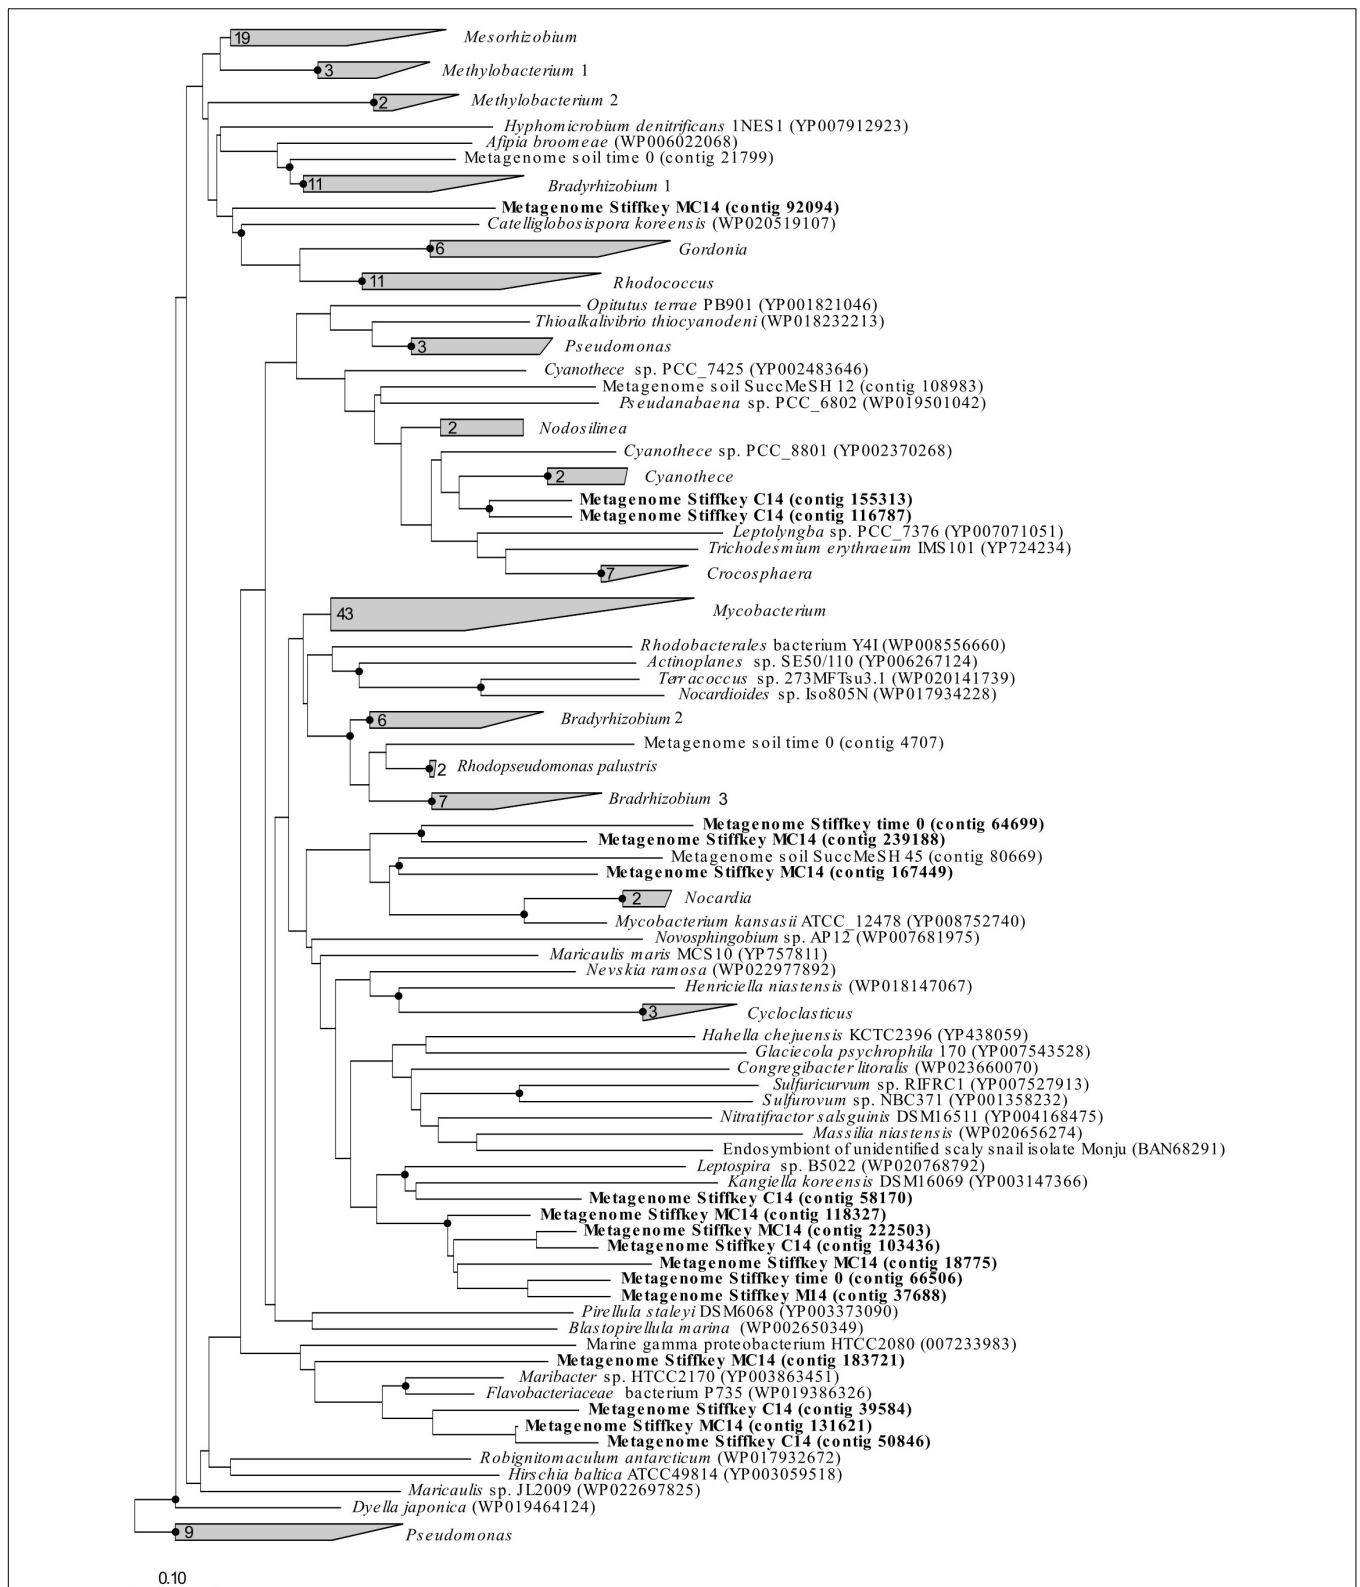 19 Mesorhizobium
3 Methylobacterium 1
2 Methylobacterium 2
Hyphomicrobium denitrificans 1NES1 (YP007912923)
Afipia broomeae (WP006022068)
Metagenome soil time 0 (contig 21799)
11 Bradyrhizobium 1
Metagenome Stiffkey MC14 (contig 92094)
Catelliglobosispora koreensis (WP020519107)
6 Gordonia
11 Rhodococcus
Opitutus terrae PB901 (YP001821046)
Thioalkalivibrio thiocyanodeni (WP018232213)
3 Pseudomonas
Cyanothece sp. PCC_7425 (YP002483646)
Metagenome soil SuccMeSH 12 (contig 108983)
Pseudanabaena sp. PCC_6802 (WP019501042)
2 Nodosilinea
Cyanothece sp. PCC_8801 (YP002370268)
2 Cyanothece
Metagenome Stiffkey C14 (contig 155313)
Metagenome Stiffkey C14 (contig 116787)
Leptolyngba sp. PCC_7376 (YP007071051)
Trichodesmium erythraeum IMS101 (YP724234)
7 Crocosphaera
43 Mycobacterium
Rhodobacterales bacterium Y4I (WP008556660)
Actinoplanes sp. SE50/110 (YP006267124)
Terracoccus sp. 273MFTsu3.1 (WP020141739)
Nocardioides sp. Iso805N (WP017934228)
6 Bradyrhizobium 2
Metagenome soil time 0 (contig 4707)
2 Rhodopseudomonas palustris
7 Bradrhizobium 3
Metagenome Stiffkey time 0 (contig 64699)
Metagenome Stiffkey MC14 (contig 239188)
Metagenome soil SuccMeSH 45 (contig 80669)
Metagenome Stiffkey MC14 (contig 167449)
2 Nocardia
Mycobacterium kansasii ATCC_12478 (YP008752740)
Novosphingobium sp. AP12 (WP007681975)
Maricaulis maris MCS10 (YP757811)
Nevskia ramosa (WP022977892)
Henriciella niastensis (WP018147067)
3 Cycloclasticus
Hahella chejuensis KCTC2396 (YP438059)
Glaciecola psychrophila 170 (YP007543528)
Congregibacter litoralis (WP023660070)
Sulfuricurvum sp. RIFRC1 (YP007527913)
Sulfurovum sp. NBC371 (YP001358232)
Nitratifractor salsguinis DSM16511 (YP004168475)
Massilia niastensis (WP020656274)
Endosymbiont of unidentified scaly snail isolate Monju (BAN68291)
Leptospira sp. B5022 (WP020768792)
Kangiella koreensis DSM16069 (YP003147366)
Metagenome Stiffkey C14 (contig 58170)
Metagenome Stiffkey MC14 (contig 118327)
Metagenome Stiffkey MC14 (contig 222503)
Metagenome Stiffkey C14 (contig 103436)
Metagenome Stiffkey MC14 (contig 18775)
Metagenome Stiffkey time 0 (contig 66506)
Metagenome Stiffkey M14 (contig 37688)
Pirellula staleyi DSM6068 (YP003373090)
Blastopirellula marina (WP002650349)
Marine gamma proteobacterium HTCC2080 (007233983)
Metagenome Stiffkey MC14 (contig 183721)
Maribacter sp. HTCC2170 (YP003863451)
Flavobacteriaceae bacterium P735 (WP019386326)
Metagenome Stiffkey C14 (contig 39584)
Metagenome Stiffkey MC14 (contig 131621)
Metagenome Stiffkey C14 (contig 50846)
Robignitomaculum antarcticum (WP017932672)
Hirschia baltica ATCC49814 (YP003059518)
Maricaulis sp. JL2009 (WP022697825)
Dyella japonica (WP019464124)
9 Pseudomonas
0.10